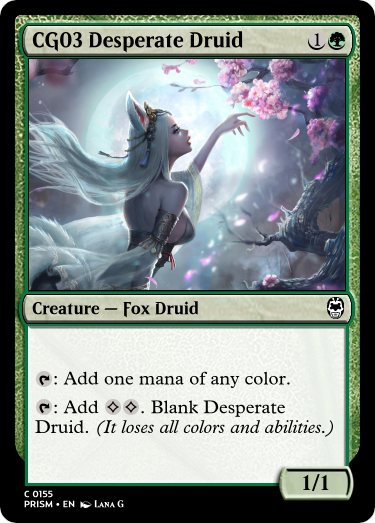 CG03 Desperate Druid 1
Creature — Fox Druid
: Add one mana of any color.
: Add . Blank Desperate
Druid. (It loses all colors and abilities.)
1/1
C 0155
PRISM • EN Lana G